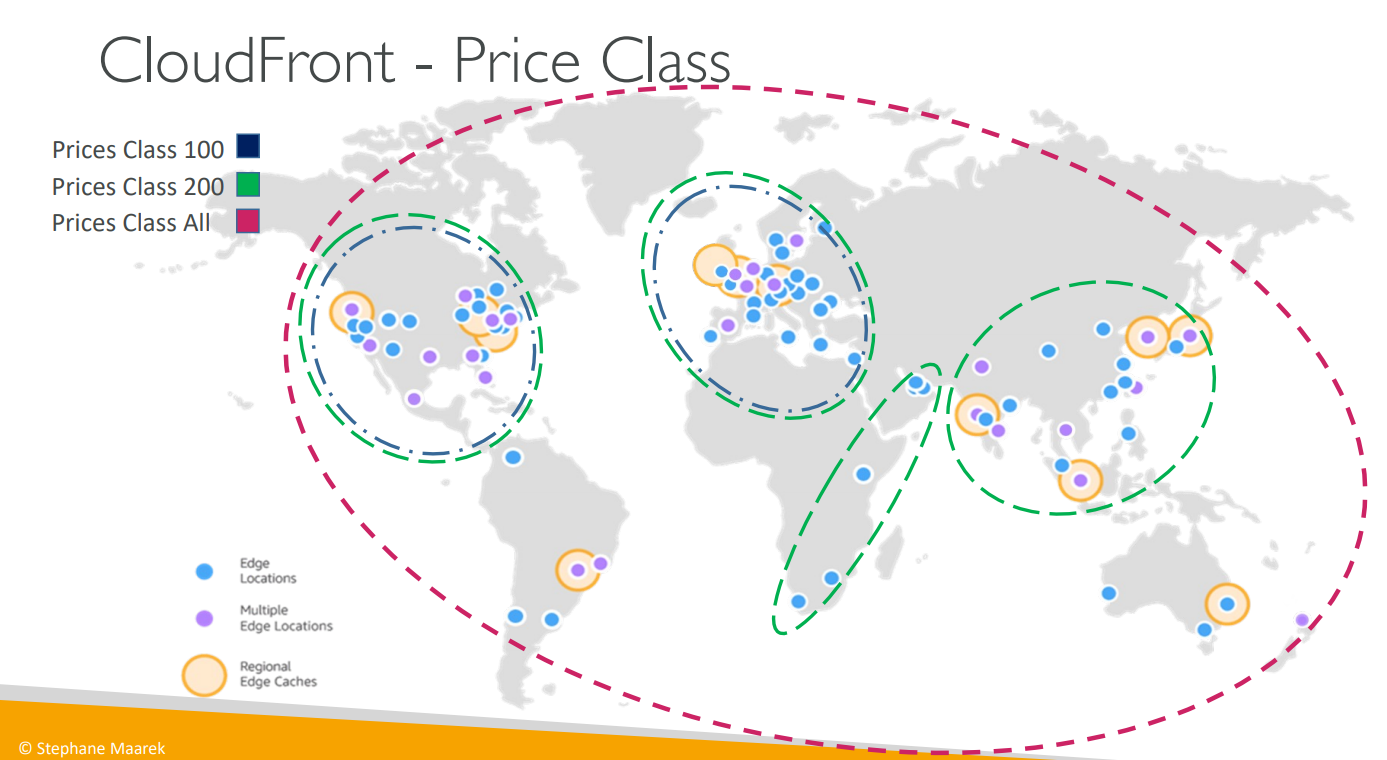 CloudFront - Price Class
Prices Class 100
Prices Class 200
Prices Class All
Edge
Locations
Multiple
Edge Locations
Regional
Edge Caches
© Stephane Maarek